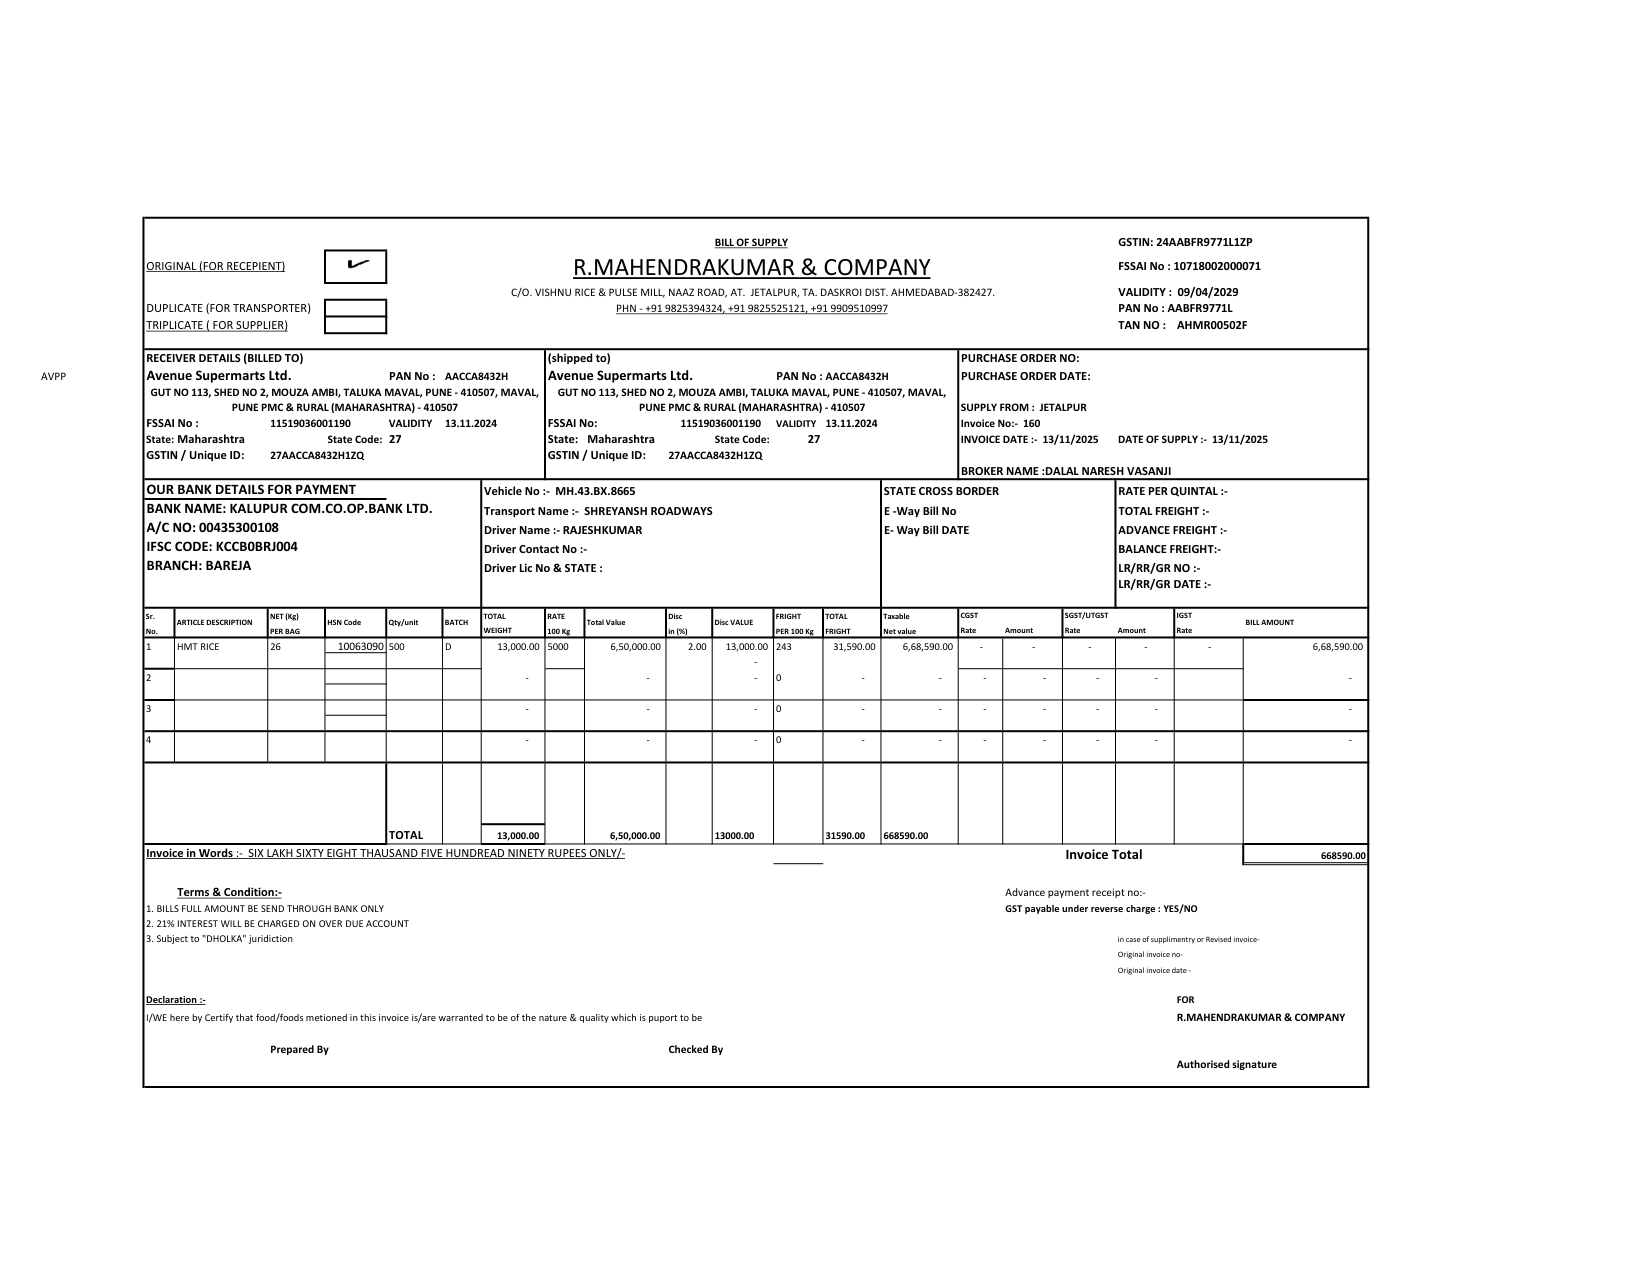 BILL OF SUPPLY
GSTIN: 24AABFR9771L1ZP
ORIGINAL (FOR RECEPIENT)
R.MAHENDRAKUMAR & COMPANY
FSSAI No : 10718002000071
C/O. VISHNU RICE & PULSE MILL, NAAZ ROAD, AT. JETALPUR, TA. DASKROI DIST. AHMEDABAD-382427.
VALIDITY : 09/04/2029
DUPLICATE (FOR TRANSPORTER)
PHN - +91 9825394324, +91 9825525121, +91 9909510997
PAN No : AABFR9771L
TRIPLICATE ( FOR SUPPLIER)
TAN NO : AHMR00502F
AVPP
RECEIVER DETAILS (BILLED TO)
Avenue Supermarts Ltd. PAN No : AACCA8432H
GUT NO 113, SHED NO 2, MOUZA AMBI, TALUKA MAVAL, PUNE - 410507, MAVAL,
PUNE PMC & RURAL (MAHARASHTRA) - 410507
FSSAI No : 11519036001190 VALIDITY 13.11.2024
State: Maharashtra State Code: 27
GSTIN / Unique ID: 27AACCA8432H1ZQ
(shipped to)
Avenue Supermarts Ltd. PAN No : AACCA8432H
GUT NO 113, SHED NO 2, MOUZA AMBI, TALUKA MAVAL, PUNE - 410507, MAVAL,
PUNE PMC & RURAL (MAHARASHTRA) - 410507
FSSAI No: 11519036001190 VALIDITY 13.11.2024
State: Maharashtra State Code: 27
GSTIN / Unique ID: 27AACCA8432H1ZQ
PURCHASE ORDER NO:
PURCHASE ORDER DATE:
SUPPLY FROM : JETALPUR
Invoice No:- 160
INVOICE DATE :- 13/11/2025 DATE OF SUPPLY :- 13/11/2025
BROKER NAME :DALAL NARESH VASANJI
OUR BANK DETAILS FOR PAYMENT
BANK NAME: KALUPUR COM.CO.OP.BANK LTD.
A/C NO: 00435300108
IFSC CODE: KCCB0BRJ004
BRANCH: BAREJA
Vehicle No :- MH.43.BX.8665
Transport Name :- SHREYANSH ROADWAYS
Driver Name :- RAJESHKUMAR
Driver Contact No :-
Driver Lic No & STATE :
STATE CROSS BORDER
E -Way Bill No
E- Way Bill DATE
RATE PER QUINTAL :-
TOTAL FREIGHT :-
ADVANCE FREIGHT :-
BALANCE FREIGHT:-
LR/RR/GR NO :-
LR/RR/GR DATE :-
Sr. No. ARTICLE DESCRIPTION NET (Kg) PER BAG HSN Code Qty/unit BATCH TOTAL WEIGHT RATE 100 Kg Total Value Disc in (%) Disc VALUE FRIGHT PER 100 Kg TOTAL FRIGHT Taxable Net value CGST Rate Amount SGST/UTGST Rate Amount IGST Rate BILL AMOUNT
1 HMT RICE 26 10063090 500 D 13,000.00 5000 6,50,000.00 2.00 13,000.00 243 31,590.00 6,68,590.00 - - - - - 6,68,590.00
-
2 - - - 0 - - - - - - -
3 - - - 0 - - - - - - -
4 - - - 0 - - - - - - -
TOTAL 13,000.00 6,50,000.00 13000.00 31590.00 668590.00
Invoice in Words :- SIX LAKH SIXTY EIGHT THAUSAND FIVE HUNDREAD NINETY RUPEES ONLY/-
Invoice Total 668590.00
Terms & Condition:-
1. BILLS FULL AMOUNT BE SEND THROUGH BANK ONLY
2. 21% INTEREST WILL BE CHARGED ON OVER DUE ACCOUNT
3. Subject to "DHOLKA" juridiction
Advance payment receipt no:-
GST payable under reverse charge : YES/NO
in case of supplimentry or Revised invoice-
Original invoice no-
Original invoice date -
Declaration :-
I/WE here by Certify that food/foods metioned in this invoice is/are warranted to be of the nature & quality which is puport to be
FOR
R.MAHENDRAKUMAR & COMPANY
Prepared By
Checked By
Authorised signature